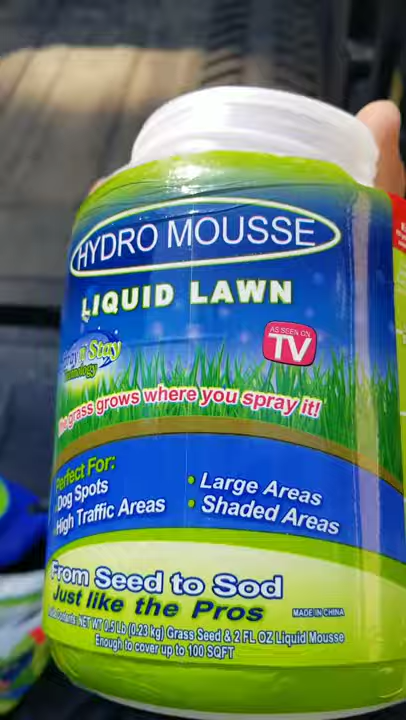 HYDRO MOUSSE
LIQUID LAWN
AS SEEN ON
TV
Stay
grass grows where you spray it!
Perfect For:
Dog Spots
High Traffic Areas
• Large Areas
• Shaded Areas
From Seed to Sod
Just like the Pros
MADE IN CHINA
Contents: NET WT 0.5 Lb (0.23 kg) Grass Seed & 2 FL OZ Liquid Mousse
Enough to cover up to 100 SQFT